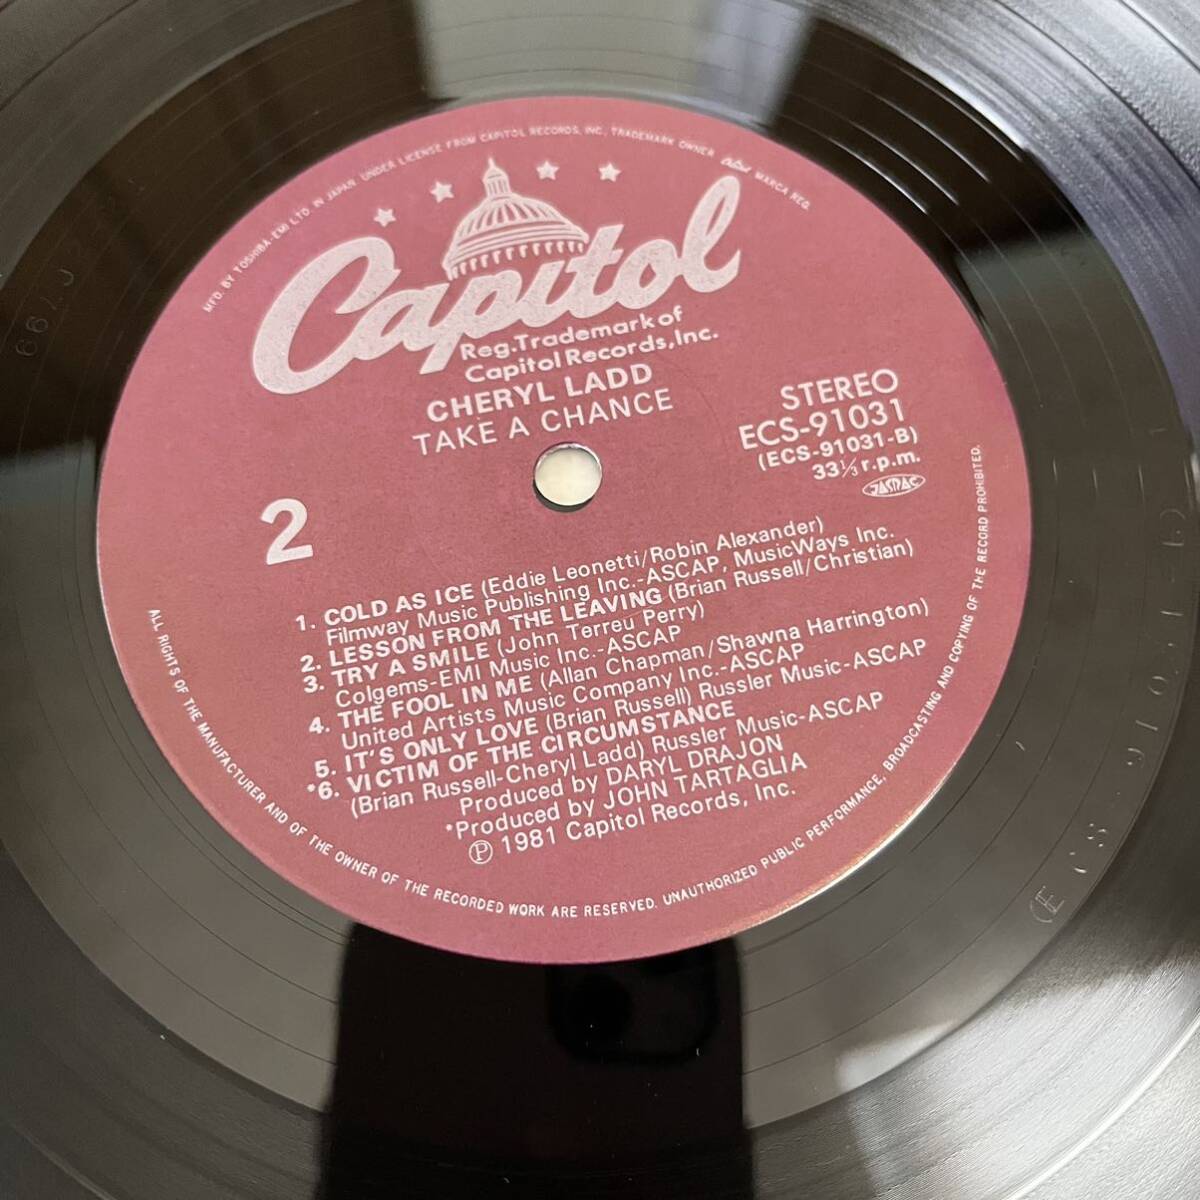 MFD. BY TOSHIBA-EMI LTD. IN JAPAN. UNDER LICENSE FROM CAPITOL RECORDS, INC., TRADEMARK OWNER Capitol MARCA REG.
Capitol
Reg.Trademark of
Capitol Records,Inc.
CHERYL LADD
TAKE A CHANCE
STEREO
ECS-91031
(ECS-91031-B)
33⅓ r.p.m.
JASRAC
2
1. COLD AS ICE (Eddie Leonetti/Robin Alexander)
Filmway Music Publishing Inc.-ASCAP, MusicWays Inc.
2. LESSON FROM THE LEAVING (Brian Russell/Christian)
3. TRY A SMILE (John Terreu Perry)
Colgems-EMI Music Inc.-ASCAP
4. THE FOOL IN ME (Allan Chapman/Shawna Harrington)
United Artists Music Company Inc.-ASCAP
5. IT'S ONLY LOVE (Brian Russell) Russler Music-ASCAP
*6. VICTIM OF THE CIRCUMSTANCE
(Brian Russell-Cheryl Ladd) Russler Music-ASCAP
Produced by DARYL DRAJON
*Produced by JOHN TARTAGLIA
Ⓟ 1981 Capitol Records, Inc.
ALL RIGHTS OF THE MANUFACTURER AND OF THE OWNER OF THE RECORDED WORK ARE RESERVED. UNAUTHORIZED PUBLIC PERFORMANCE, BROADCASTING AND COPYING OF THE RECORD PROHIBITED.